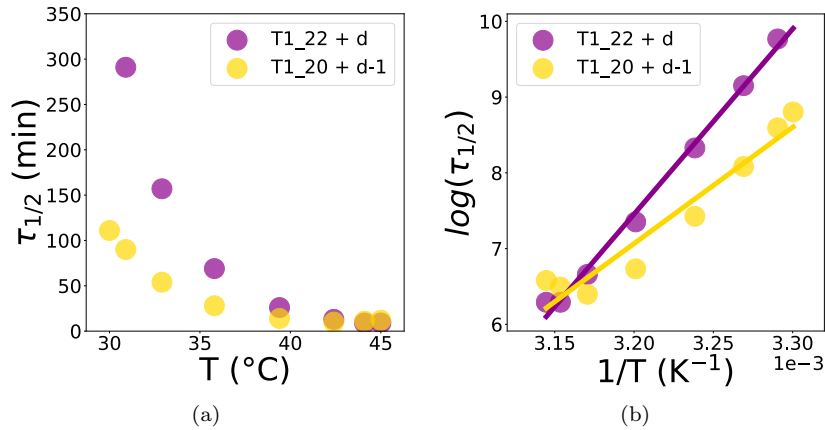 350
300
250
200
150
100
50
0
τ1/2 (min)
T1_22 + d
T1_20 + d-1
30
35
40
45
T (°C)
(a)
10
9
8
7
6
log(τ1/2)
T1_22 + d
T1_20 + d-1
3.15
3.20
3.25
3.30
1e−3
1/T (K−1)
(b)